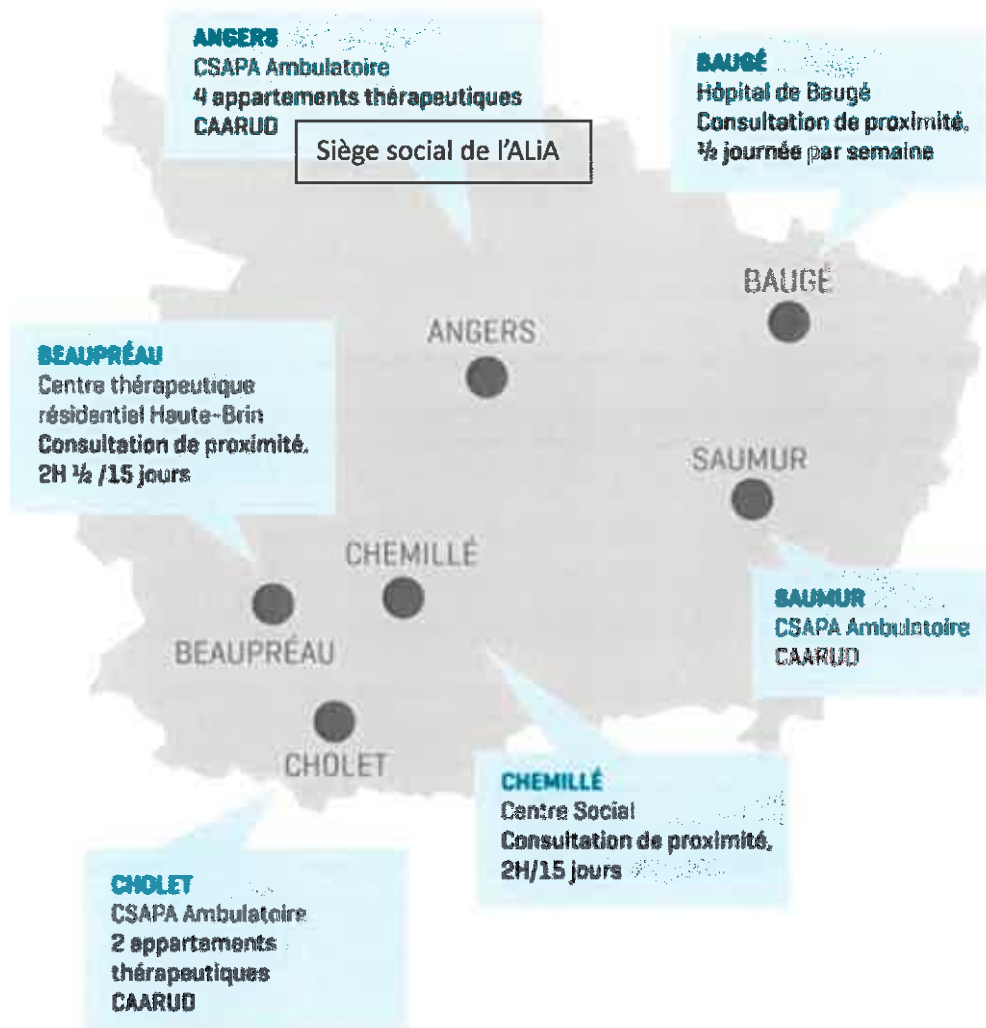 ANGERS
CSAPA Ambulatoire
4 appartements thérapeutiques
CAARUD
Siège social de l'ALiA
BAUGÉ
Hôpital de Baugé
Consultation de proximité,
½ journée par semaine
BAUGÉ
ANGERS
BEAUPRÉAU
Centre thérapeutique
résidentiel Haute-Brin
Consultation de proximité,
2H ½ /15 jours
SAUMUR
CHEMILLÉ
BEAUPRÉAU
SAUMUR
CSAPA Ambulatoire
CAARUD
CHOLET
CHEMILLÉ
Centre Social
Consultation de proximité,
2H/15 jours
CHOLET
CSAPA Ambulatoire
2 appartements
thérapeutiques
CAARUD